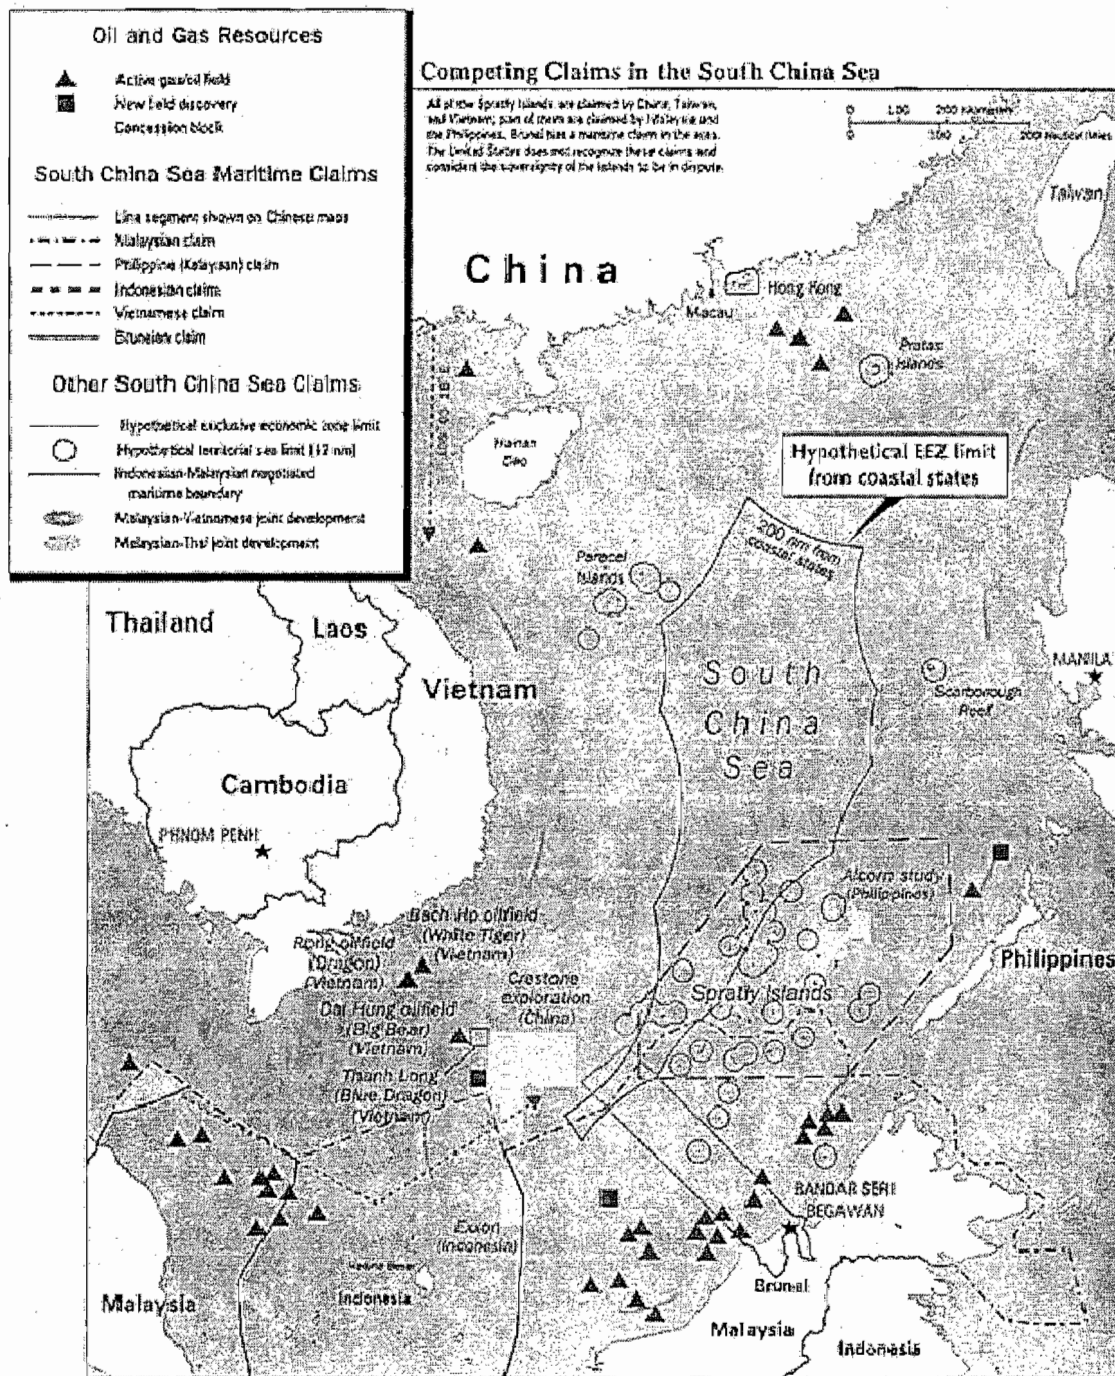 Oil and Gas Resources
Active gas/oil field
New field discovery
Concession block
South China Sea Maritime Claims
Line segment shown on Chinese maps
Malaysian claim
Philippine (Kalayaan) claim
Indonesian claim
Vietnamese claim
Bruneian claim
Other South China Sea Claims
Hypothetical exclusive economic zone limit
Hypothetical territorial sea limit (12 nm)
Indonesian-Malaysian negotiated
maritime boundary
Malaysian-Vietnamese joint development
Malaysian-Thai joint development
Competing Claims in the South China Sea
All of the Spratly Islands are claimed by China, Taiwan,
and Vietnam; part of them are claimed by Malaysia and
the Philippines. Brunei has a maritime claim in the area.
The United States does not recognize these claims and
considers the sovereignty of the islands to be in dispute.
0 100 200 Kilometers
0 100 200 Nautical Miles
Taiwan
China
Hong Kong
Macau
Pratas
Islands
Hainan
Dao
Hypothetical EEZ limit
from coastal states
200 nm from
coastal states
Paracel
Islands
Thailand
Laos
Vietnam
South
China
Sea
MANILA
Scarborough
Reef
Cambodia
PHNOM PENH
Alcorn study
(Philippines)
Bach Ho oilfield
(White Tiger)
(Vietnam)
Rong oilfield
(Dragon)
(Vietnam)
Crestone
exploration
(China)
Philippines
Spratly Islands
Dai Hung oilfield
(Big Bear)
(Vietnam)
Thanh Long
(Blue Dragon)
(Vietnam)
BANDAR SERI
BEGAWAN
Exxon
(Indonesia)
Indonesia
Brunei
Malaysia
Malaysia
Indonesia